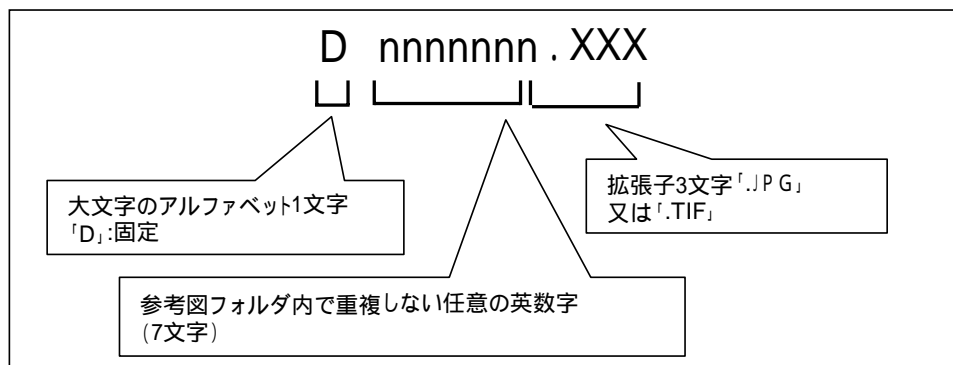 D nnnnnnn . XXX
大文字のアルファベット1文字
「D」:固定
拡張子3文字「.JPG」
又は「.TIF」
参考図フォルダ内で重複しない任意の英数字
(7文字)